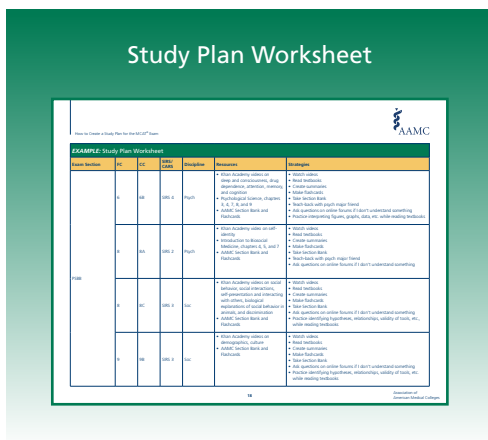 Study Plan Worksheet
How to Create a Study Plan for the MCAT® Exam
AAMC
EXAMPLE: Study Plan Worksheet
Exam Section FC CC SIRS/CARS Discipline Resources Strategies
PSBB
6 6B SIRS 4 Psych
• Khan Academy videos on
sleep and consciousness, drug
dependence, attention, memory
and cognition
• Psychological Science, chapters
3, 4, 7, 8, and 9
• AAMC Section Bank and
Flashcards
• Watch videos
• Read textbooks
• Create summaries
• Make flashcards
• Take Section Bank
• Teach-back with psych major friend
• Ask questions on online forums if I don't understand something
• Practice interpreting figures, graphs, data, etc. while reading textbooks
8 8A SIRS 2 Psych
• Khan Academy video on self-
identity
• Introduction to Biosocial
Medicine, chapters 4, 5, and 7
• AAMC Section Bank and
Flashcards
• Watch videos
• Read textbooks
• Create summaries
• Make flashcards
• Take Section Bank
• Teach-back with psych major friend
• Ask questions on online forums if I don't understand something
8 8C SIRS 3 Soc
• Khan Academy videos on social
behavior, social interactions,
self-presentation and interacting
with others, biological
explanations of social behavior in
animals, and discrimination
• AAMC Section Bank and
Flashcards
• Watch videos
• Read textbooks
• Create summaries
• Make flashcards
• Take Section Bank
• Ask questions on online forums if I don't understand something
• Practice identifying hypotheses, relationships, validity of tools, etc.,
while reading textbooks
9 9B SIRS 3 Soc
• Khan Academy videos on
demographics, culture
• AAMC Section Bank and
Flashcards
• Watch videos
• Read textbooks
• Create summaries
• Make flashcards
• Take Section Bank
• Ask questions on online forums if I don't understand something
• Practice identifying hypotheses, relationships, validity of tools, etc.
while reading textbooks
Association of
American Medical Colleges